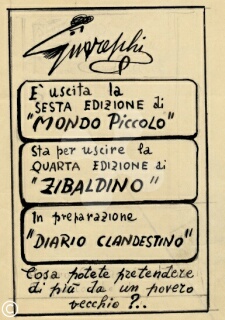 Guareschi
E' uscita la
SESTA EDIZIONE di
"MONDO PICCOLO"
Sta per uscire la
QUARTA EDIZIONE di
"ZIBALDINO"
In preparazione
"DIARIO CLANDESTINO"
Cosa potete pretendere
di più da un povero
vecchio ?..
©